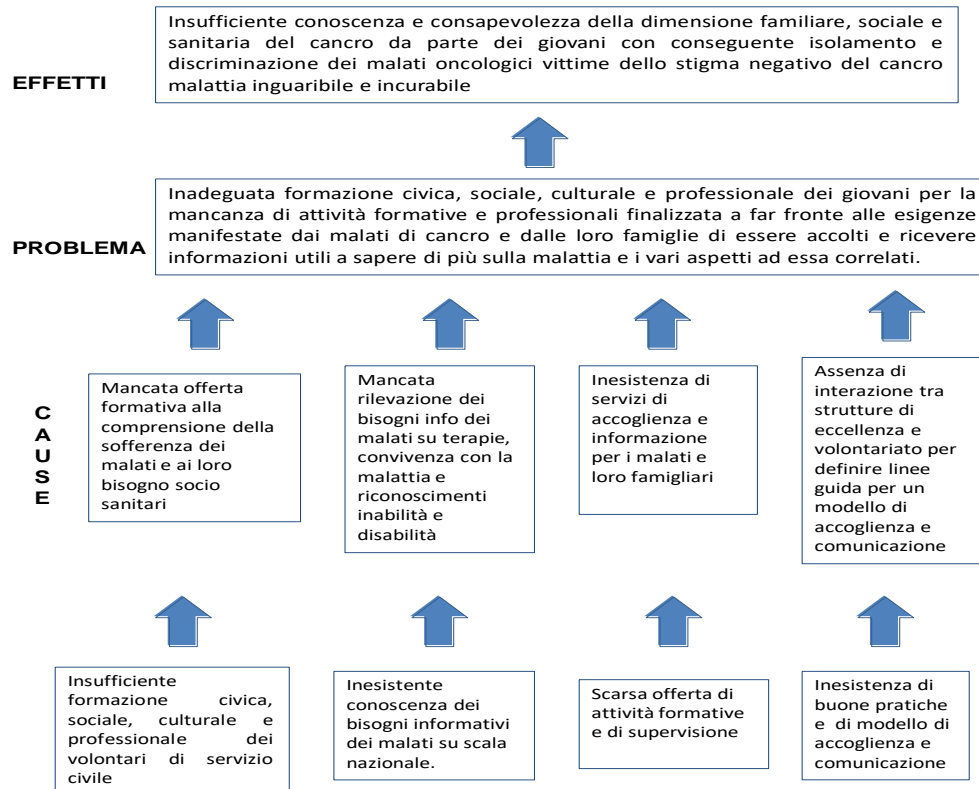 Insufficiente conoscenza e consapevolezza della dimensione familiare, sociale e
sanitaria del cancro da parte dei giovani con conseguente isolamento e
discriminazione dei malati oncologici vittime dello stigma negativo del cancro
malattia inguaribile e incurabile
EFFETTI
Inadeguata formazione civica, sociale, culturale e professionale dei giovani per la
mancanza di attività formative e professionali finalizzata a far fronte alle esigenze
manifestate dai malati di cancro e dalle loro famiglie di essere accolti e ricevere
informazioni utili a sapere di più sulla malattia e i vari aspetti ad essa correlati.
PROBLEMA
C
A
U
S
E
Mancata offerta
formativa alla
comprensione della
sofferenza dei
malati e ai loro
bisogno socio
sanitari
Mancata
rilevazione dei
bisogni info dei
malati su terapie,
convivenza con la
malattia e
riconoscimenti
inabilità e
disabilità
Inesistenza di
servizi di
accoglienza e
informazione
per i malati e
loro famigliari
Assenza di
interazione tra
strutture di
eccellenza e
volontariato per
definire linee
guida per un
modello di
accoglienza e
comunicazione
Insufficiente
formazione civica,
sociale, culturale e
professionale dei
volontari di servizio
civile
Inesistente
conoscenza dei
bisogni informativi
dei malati su scala
nazionale.
Scarsa offerta di
attività formative
e di supervisione
Inesistenza di
buone pratiche
e di modello di
accoglienza e
comunicazione